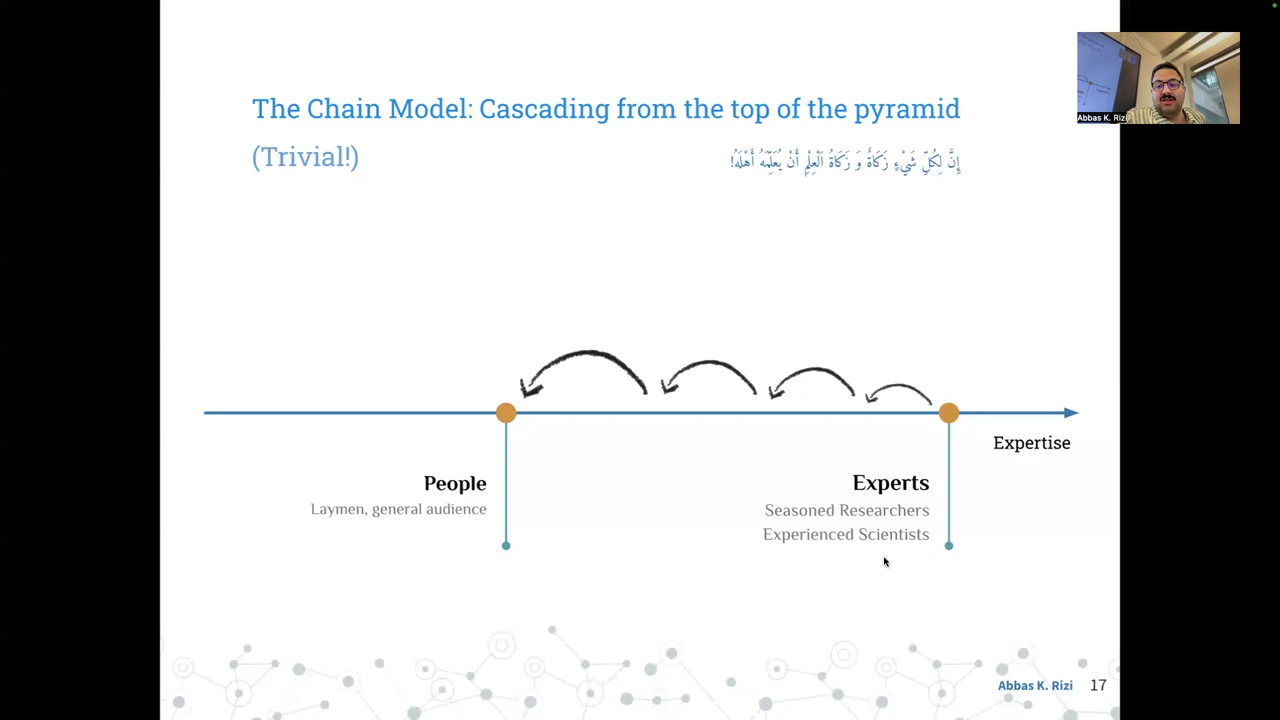 The Chain Model: Cascading from the top of the pyramid
(Trivial!)
إِنَّ لِكُلِّ شَيْءٍ زَكَاةٌ وَ زَكَاةُ اَلْعِلْمِ أَنْ يُعَلِّمَهُ أَهْلَهُ!
Abbas K. Rizi
Expertise
People
Laymen, general audience
Experts
Seasoned Researchers
Experienced Scientists
Abbas K. Rizi 17